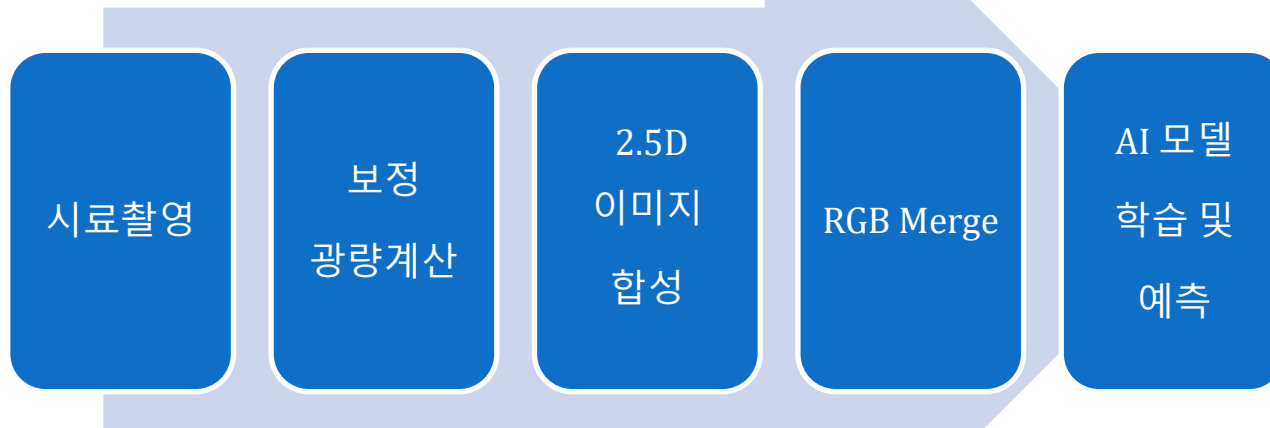 시료촬영
보정
광량계산
2.5D
이미지
합성
RGB Merge
AI 모델
학습 및
예측